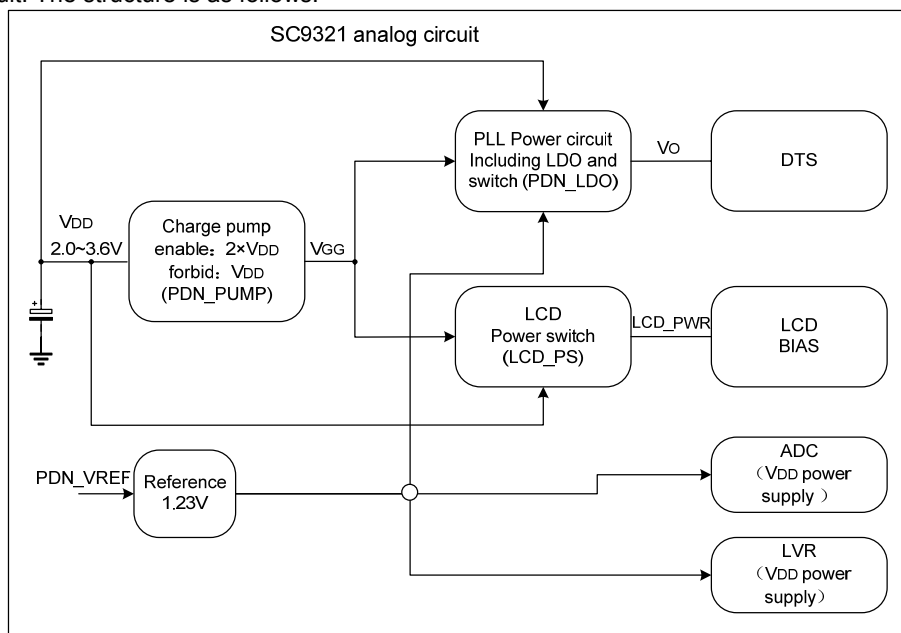 uit. The structure is as follows:
SC9321 analog circuit
PLL Power circuit
Including LDO and
switch (PDN_LDO)
VO
DTS
VDD
2.0~3.6V
Charge pump
enable：2×VDD
forbid：VDD
(PDN_PUMP)
VGG
+
LCD
Power switch
(LCD_PS)
LCD_PWR
LCD
BIAS
PDN_VREF
Reference
1.23V
ADC
（VDD power
supply ）
LVR
（VDD power
supply）